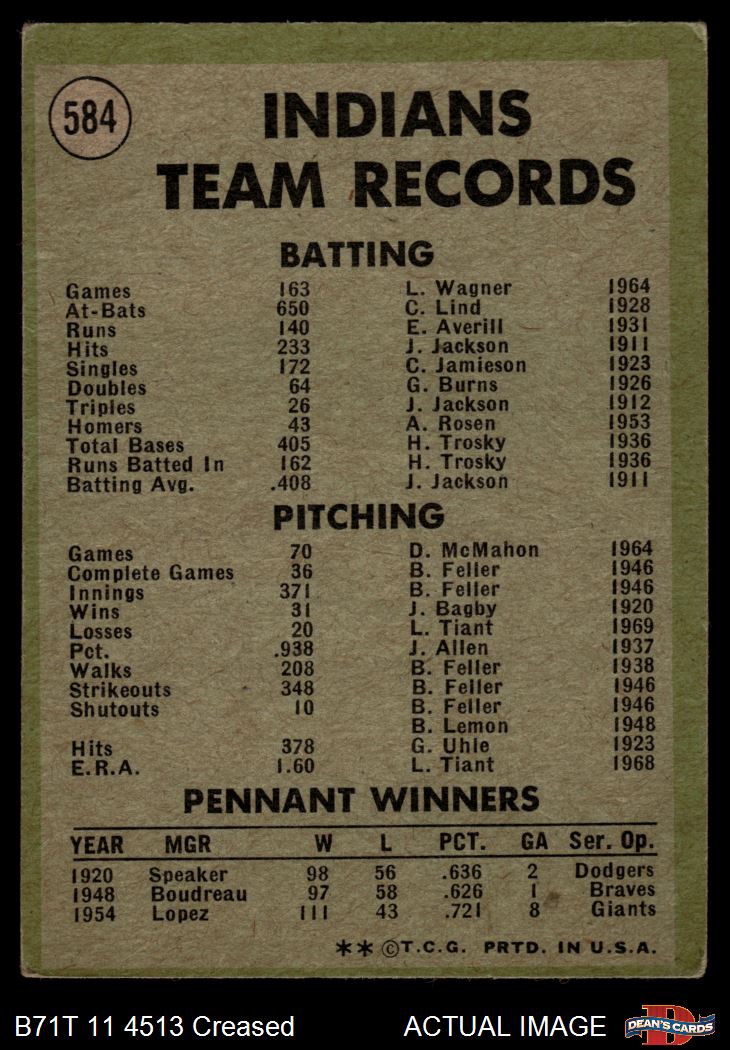 584
INDIANS
TEAM RECORDS
BATTING
Games 163 L. Wagner 1964
At-Bats 650 C. Lind 1928
Runs 140 E. Averill 1931
Hits 233 J. Jackson 1911
Singles 172 C. Jamieson 1923
Doubles 64 G. Burns 1926
Triples 26 J. Jackson 1912
Homers 43 A. Rosen 1953
Total Bases 405 H. Trosky 1936
Runs Batted In 162 H. Trosky 1936
Batting Avg. .408 J. Jackson 1911
PITCHING
Games 70 D. McMahon 1964
Complete Games 36 B. Feller 1946
Innings 371 B. Feller 1946
Wins 31 J. Bagby 1920
Losses 20 L. Tiant 1969
Pct. .938 J. Allen 1937
Walks 208 B. Feller 1938
Strikeouts 348 B. Feller 1946
Shutouts 10 B. Feller 1946
B. Lemon 1948
Hits 378 G. Uhle 1923
E.R.A. 1.60 L. Tiant 1968
PENNANT WINNERS
YEAR MGR W L PCT. GA Ser. Op.
1920 Speaker 98 56 .636 2 Dodgers
1948 Boudreau 97 58 .626 1 Braves
1954 Lopez 111 43 .721 8 Giants
** ©T.C.G. PRTD. IN U.S.A.
B71T 11 4513 Creased ACTUAL IMAGE D DEAN'S CARDS